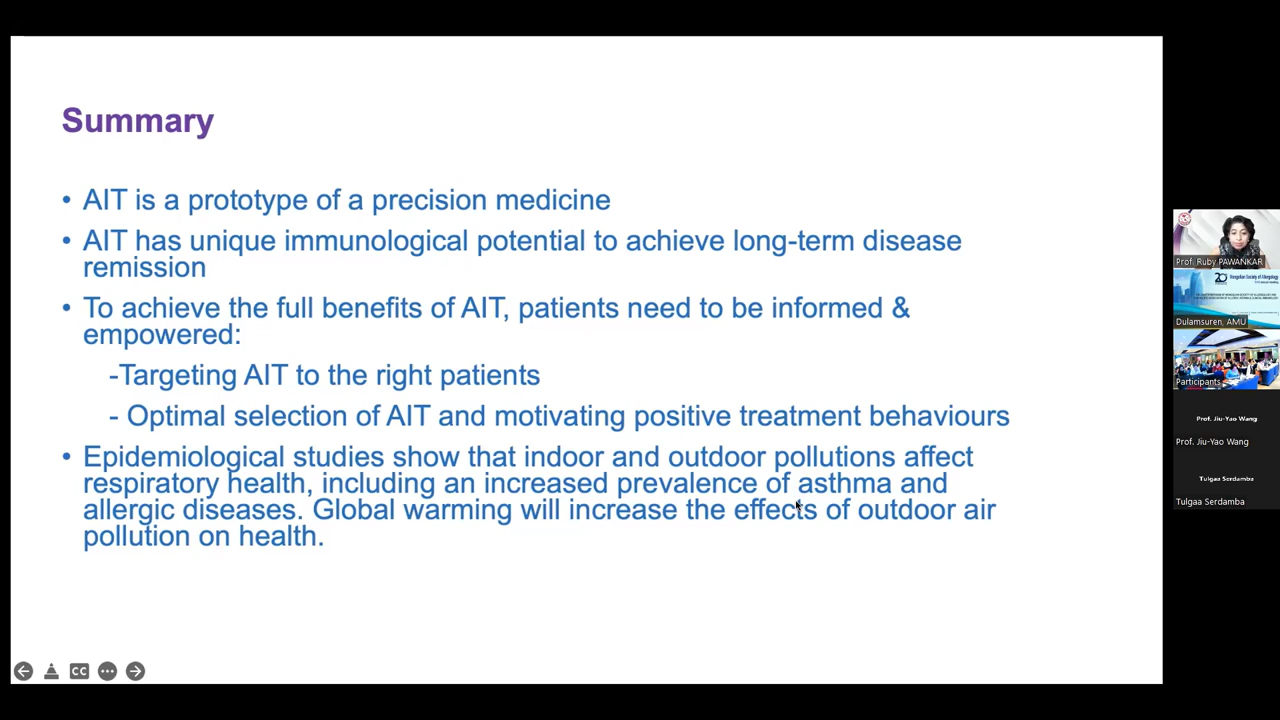 Summary
• AIT is a prototype of a precision medicine
• AIT has unique immunological potential to achieve long-term disease
remission
• To achieve the full benefits of AIT, patients need to be informed &
empowered:
-Targeting AIT to the right patients
- Optimal selection of AIT and motivating positive treatment behaviours
• Epidemiological studies show that indoor and outdoor pollutions affect
respiratory health, including an increased prevalence of asthma and
allergic diseases. Global warming will increase the effects of outdoor air
pollution on health.
CC
Prof. Ruby PAWANKAR
Mongolian Society of Allergology
Dulamsuren, AMU
Participants
Prof. Jiu-Yao Wang
Prof. Jiu-Yao Wang
Tulgaa Serdamba
Tulgaa Serdamba